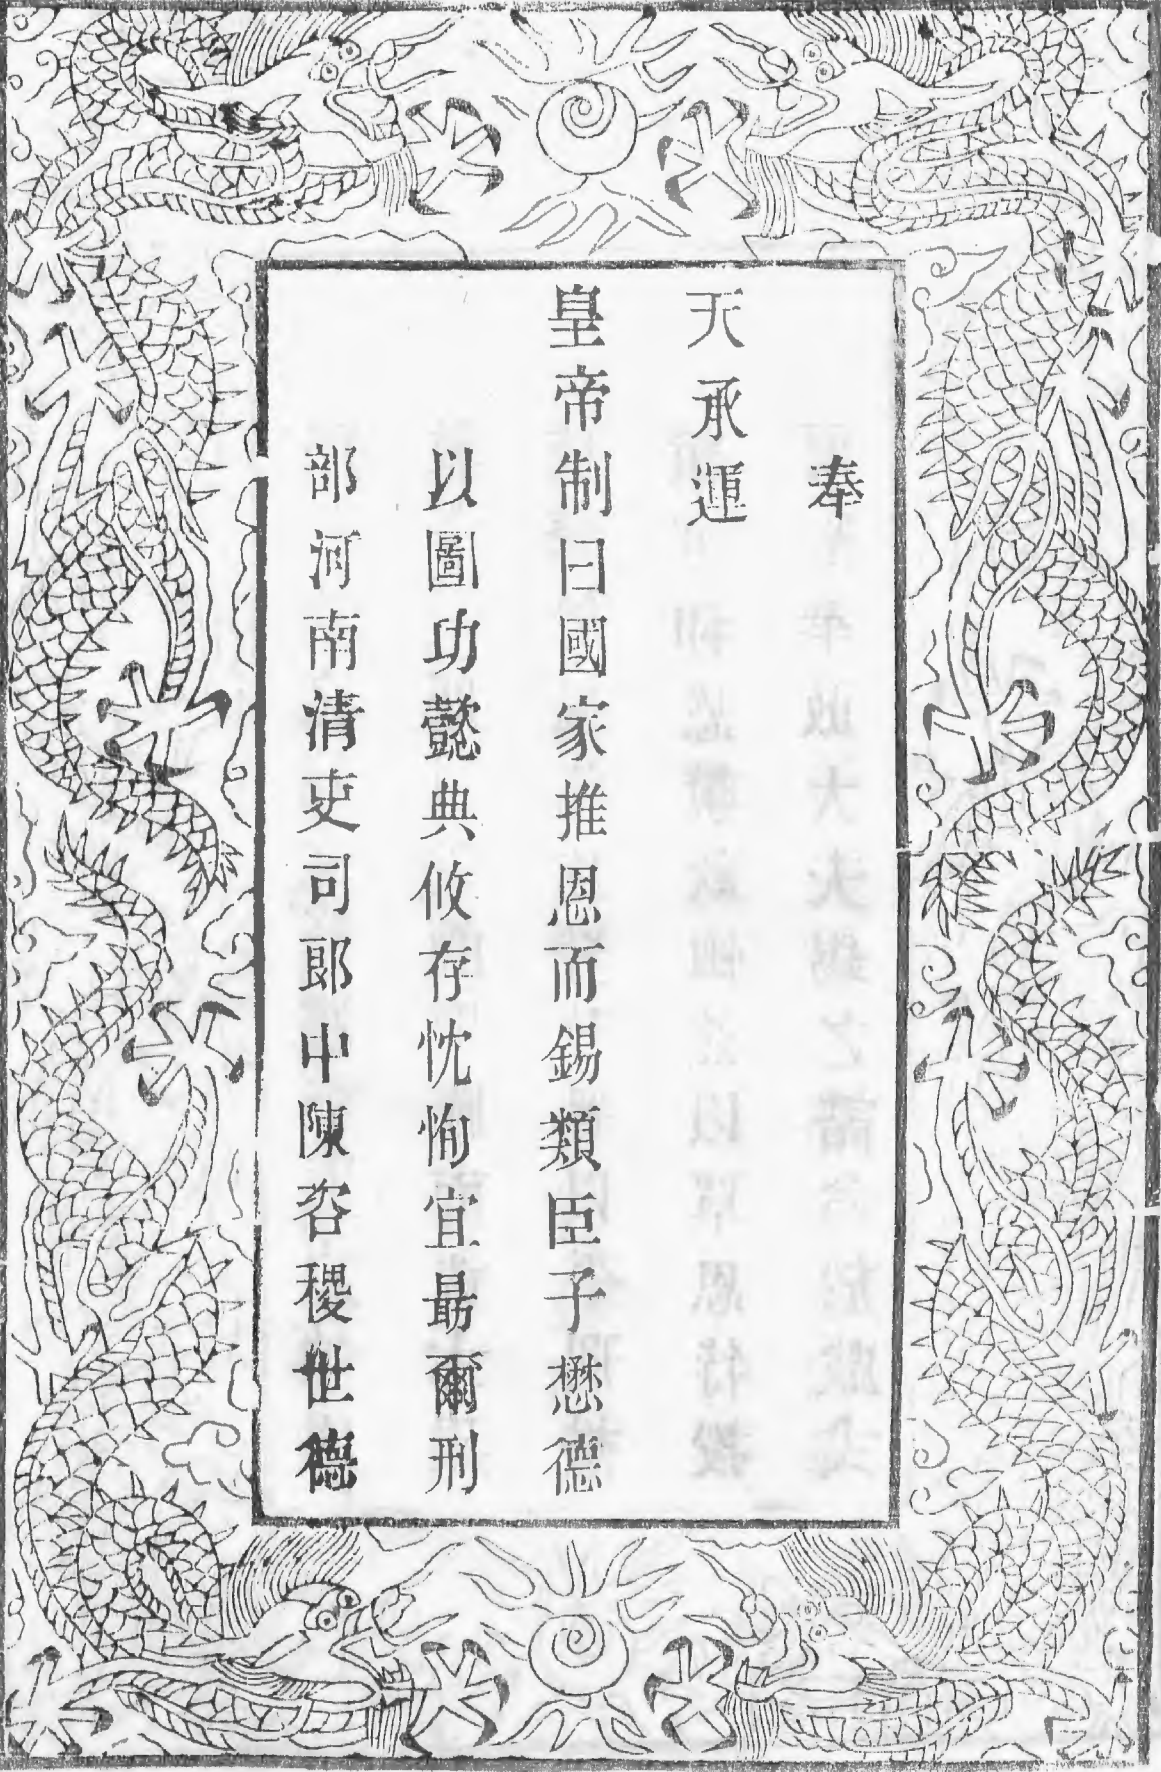 奉
天承運
皇帝制曰國家推恩而錫類臣子懋德
以圖功懿典攸存忱恂宜勗爾刑
部河南清吏司郎中陳容稷世德